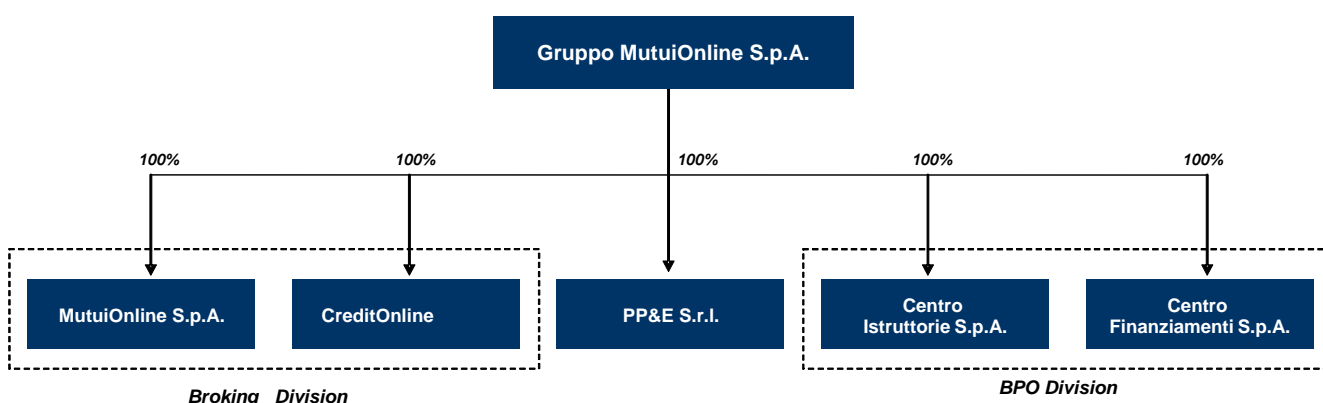 Gruppo MutuiOnline S.p.A.
100%
100%
100%
100%
100%
MutuiOnline S.p.A.
CreditOnline
PP&E S.r.l.
Centro
Istruttorie S.p.A.
Centro
Finanziamenti S.p.A.
Broking Division
BPO Division